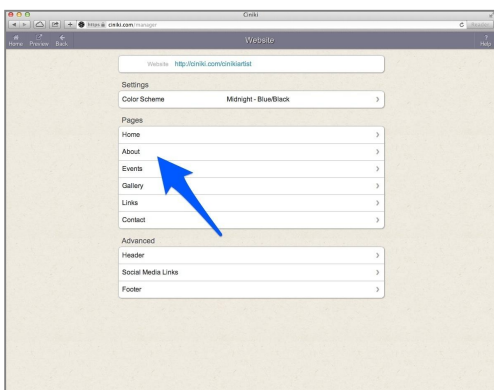 Ciniki
https ciniki.com/manager
Reader
Home Preview Back
Website
Help
Website http://ciniki.com/cinikiartist
Settings
Color Scheme Midnight - Blue/Black
Pages
Home
About
Events
Gallery
Links
Contact
Advanced
Header
Social Media Links
Footer